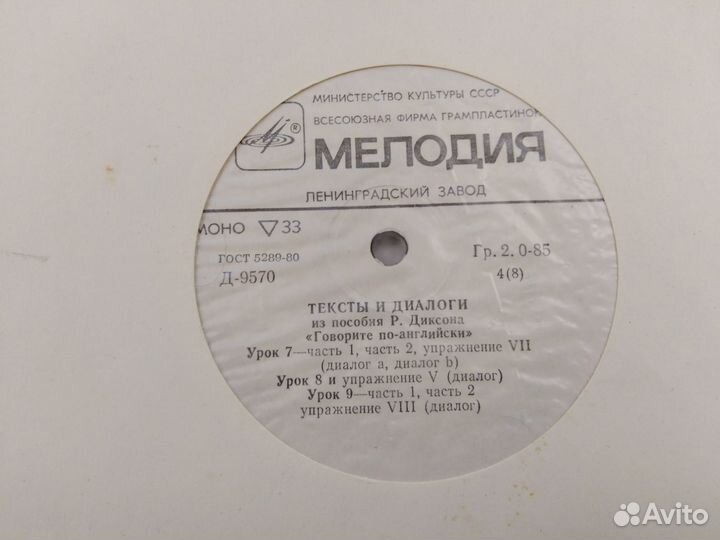 МИНИСТЕРСТВО КУЛЬТУРЫ СССР
ВСЕСОЮЗНАЯ ФИРМА ГРАМПЛАСТИНОК
МЕЛОДИЯ
ЛЕНИНГРАДСКИЙ ЗАВОД
МОНО ▽33
ГОСТ 5289-80
Гр. 2. 0-85
Д-9570
4(8)
ТЕКСТЫ И ДИАЛОГИ
из пособия Р. Диксона
«Говорите по-английски»
Урок 7—часть 1, часть 2, упражнение VII
(диалог a, диалог b)
Урок 8 и упражнение V (диалог)
Урок 9—часть 1, часть 2
упражнение VIII (диалог)
Avito